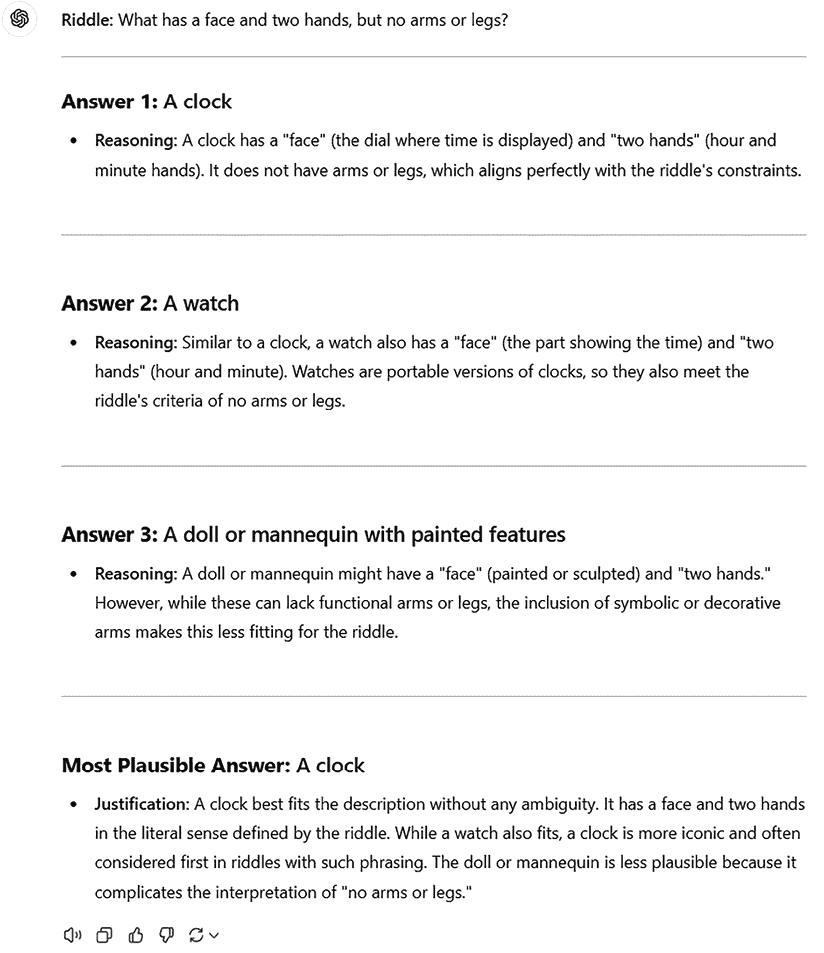 Riddle: What has a face and two hands, but no arms or legs?
Answer 1: A clock
• Reasoning: A clock has a "face" (the dial where time is displayed) and "two hands" (hour and
minute hands). It does not have arms or legs, which aligns perfectly with the riddle's constraints.
Answer 2: A watch
• Reasoning: Similar to a clock, a watch also has a "face" (the part showing the time) and "two
hands" (hour and minute). Watches are portable versions of clocks, so they also meet the
riddle's criteria of no arms or legs.
Answer 3: A doll or mannequin with painted features
• Reasoning: A doll or mannequin might have a "face" (painted or sculpted) and "two hands."
However, while these can lack functional arms or legs, the inclusion of symbolic or decorative
arms makes this less fitting for the riddle.
Most Plausible Answer: A clock
• Justification: A clock best fits the description without any ambiguity. It has a face and two hands
in the literal sense defined by the riddle. While a watch also fits, a clock is more iconic and often
considered first in riddles with such phrasing. The doll or mannequin is less plausible because it
complicates the interpretation of "no arms or legs."